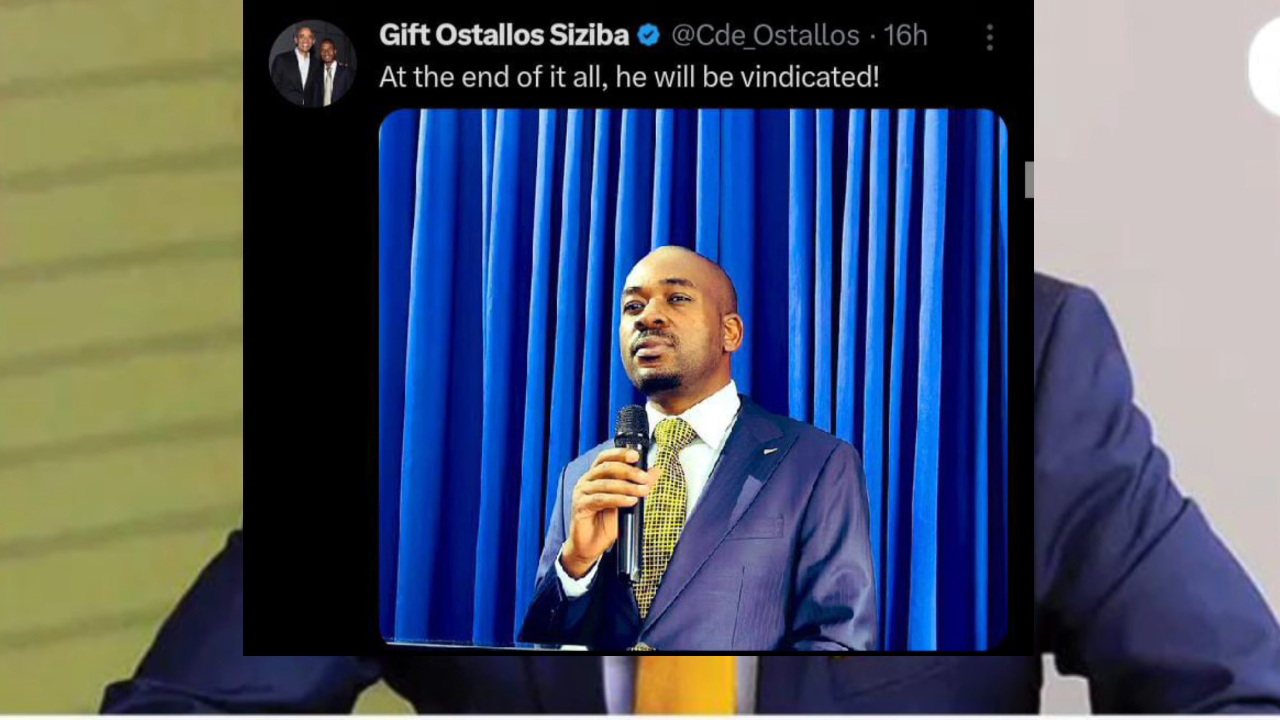 Gift Ostallos Siziba @Cde_Ostallos · 16h
At the end of it all, he will be vindicated!